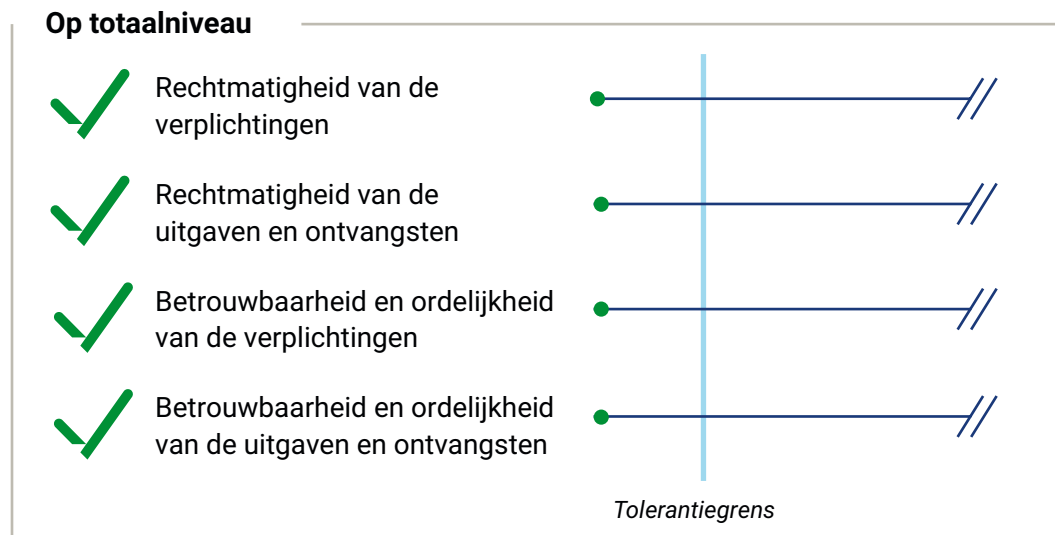 Op totaalniveau
Rechtmatigheid van de
verplichtingen
Rechtmatigheid van de
uitgaven en ontvangsten
Betrouwbaarheid en ordelijkheid
van de verplichtingen
Betrouwbaarheid en ordelijkheid
van de uitgaven en ontvangsten
Tolerantiegrens